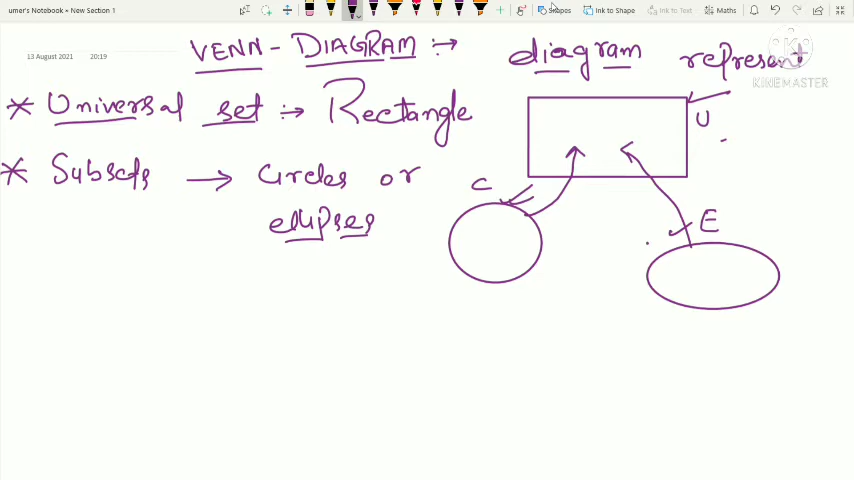 umer's Notebook » New Section 1
Shapes Ink to Shape Ink to Text Maths
13 August 2021 20:19
VENN - DIAGRAM :→ diagram represent
KINEMASTER
* Universal set :→ Rectangle
U
* Subsets → Circles or
ellipses
C
E